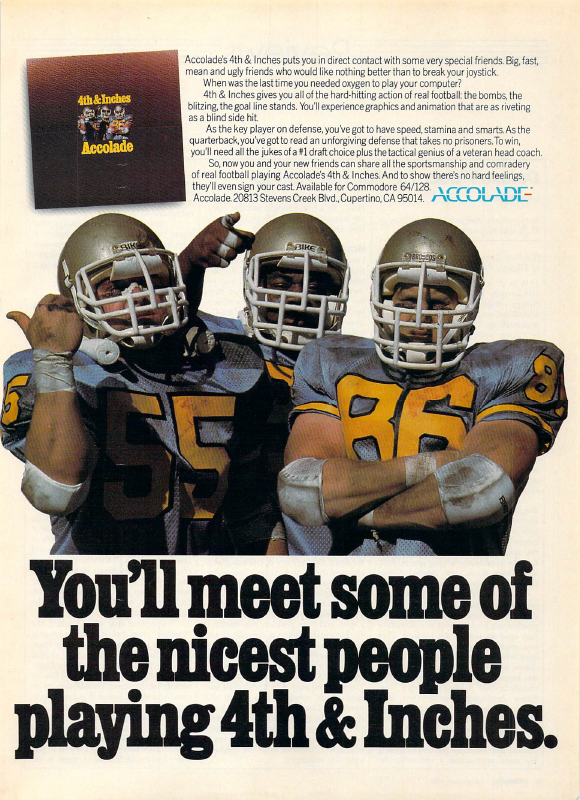 Accolade's 4th & Inches puts you in direct contact with some very special friends. Big, fast,
mean and ugly friends who would like nothing better than to break your joystick.
When was the last time you needed oxygen to play your computer?
4th & Inches gives you all of the hard-hitting action of real football: the bombs, the
blitzing, the goal line stands. You'll experience graphics and animation that are as riveting
as a blind side hit.
As the key player on defense, you've got to have speed, stamina and smarts. As the
quarterback, you've got to read an unforgiving defense that takes no prisoners. To win,
you'll need all the jukes of a #1 draft choice plus the tactical genius of a veteran head coach.
So, now you and your new friends can share all the sportsmanship and comradery
of real football playing Accolade's 4th & Inches. And to show there's no hard feelings,
they'll even sign your cast. Available for Commodore 64/128.
Accolade. 20813 Stevens Creek Blvd., Cupertino, CA 95014. ACCOLADE
4th & Inches
Accolade
BIKE
BIKE
BRONCOS
5
55
86
8
You'll meet some of
the nicest people
playing 4th & Inches.